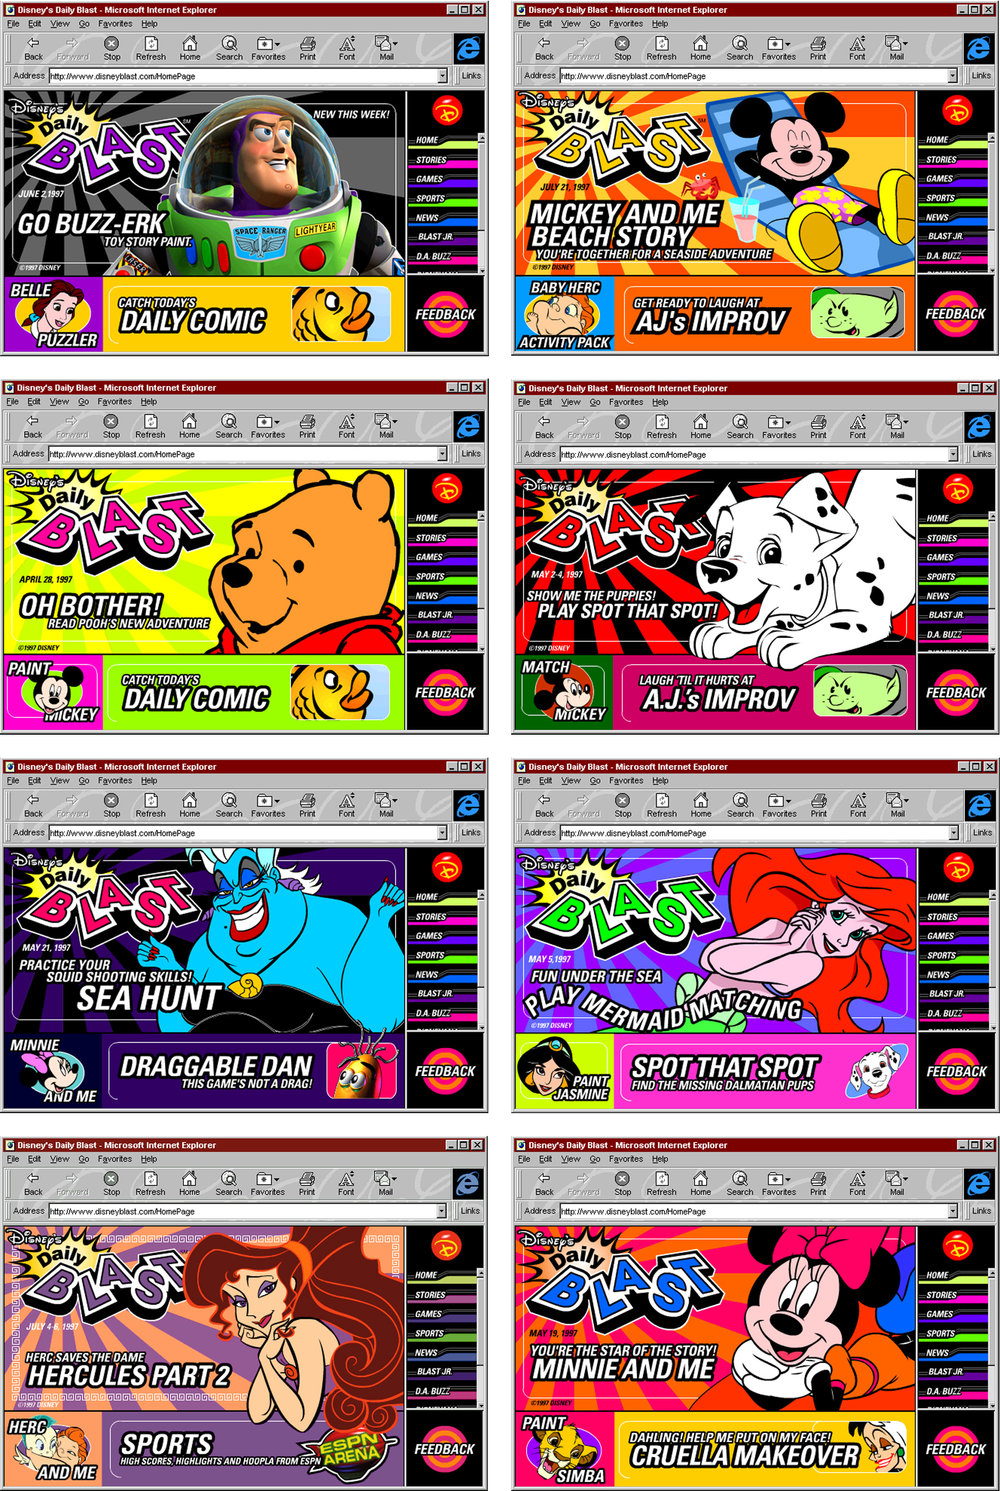 Disney's Daily Blast - Microsoft Internet Explorer
File Edit View Go Favorites Help
Back Forward Stop Refresh Home Search Favorites Print Font Mail
Address http://www.disneyblast.com/HomePage Links
Disney's
Daily
BLAST SM
NEW THIS WEEK!
JUNE 2, 1997
GO BUZZ-ERK
TOY STORY PAINT.
SPACE RANGER
LIGHTYEAR
©1997 DISNEY
HOME
STORIES
GAMES
SPORTS
NEWS
BLAST JR.
D.A. BUZZ
BELLE
PUZZLER
CATCH TODAY'S
DAILY COMIC
FEEDBACK
Disney's Daily Blast - Microsoft Internet Explorer
File Edit View Go Favorites Help
Back Forward Stop Refresh Home Search Favorites Print Font Mail
Address http://www.disneyblast.com/HomePage Links
Disney's
Daily
BLAST SM
JULY 21, 1997
MICKEY AND ME
BEACH STORY
YOU'RE TOGETHER FOR A SEASIDE ADVENTURE
©1997 DISNEY
HOME
STORIES
GAMES
SPORTS
NEWS
BLAST JR.
D.A. BUZZ
BABY HERC
ACTIVITY PACK
GET READY TO LAUGH AT
AJ's IMPROV
FEEDBACK
Disney's Daily Blast - Microsoft Internet Explorer
File Edit View Go Favorites Help
Back Forward Stop Refresh Home Search Favorites Print Font Mail
Address http://www.disneyblast.com/HomePage
Disney's
Daily
BLAST
APRIL 28, 1997
OH BOTHER!
READ POOH'S NEW ADVENTURE
©1997 DISNEY
HOME
STORIES
GAMES
SPORTS
NEWS
BLAST JR.
D.A. BUZZ
PAINT
MICKEY
CATCH TODAY'S
DAILY COMIC
FEEDBACK
Disney's Daily Blast - Microsoft Internet Explorer
File Edit View Go Favorites Help
Back Forward Stop Refresh Home Search Favorites Print Font Mail
Address http://www.disneyblast.com/HomePage Links
Disney's
Daily
BLAST
MAY 2-4, 1997
SHOW ME THE PUPPIES!
PLAY SPOT THAT SPOT!
©1997 DISNEY
HOME
STORIES
GAMES
SPORTS
NEWS
BLAST JR.
D.A. BUZZ
MATCH
MICKEY
LAUGH 'TIL IT HURTS AT
A.J.'s IMPROV
FEEDBACK
Disney's Daily Blast - Microsoft Internet Explorer
File Edit View Go Favorites Help
Back Forward Stop Refresh Home Search Favorites Print Font Mail
Address http://www.disneyblast.com/HomePage Links
Disney's
Daily
BLAST
MAY 21, 1997
PRACTICE YOUR
SQUID SHOOTING SKILLS!
SEA HUNT
HOME
STORIES
GAMES
SPORTS
NEWS
BLAST JR.
D.A. BUZZ
MINNIE
AND ME
DRAGGABLE DAN
THIS GAME'S NOT A DRAG!
FEEDBACK
Disney's Daily Blast - Microsoft Internet Explorer
File Edit View Go Favorites Help
Back Forward Stop Refresh Home Search Favorites Print Font Mail
Address http://www.disneyblast.com/HomePage Links
Disney's
Daily
BLAST
MAY 5, 1997
FUN UNDER THE SEA
PLAY MERMAID MATCHING
©1997 DISNEY
HOME
STORIES
GAMES
SPORTS
NEWS
BLAST JR.
D.A. BUZZ
PAINT
JASMINE
SPOT THAT SPOT
FIND THE MISSING DALMATIAN PUPS
FEEDBACK
Disney's Daily Blast - Microsoft Internet Explorer
File Edit View Go Favorites Help
Back Forward Stop Refresh Home Search Favorites Print Font Mail
Address http://www.disneyblast.com/HomePage Links
Disney's
Daily
BLAST
JULY 4-6, 1997
HERC SAVES THE DAME
HERCULES PART 2
©1997 DISNEY
HOME
STORIES
GAMES
SPORTS
NEWS
BLAST JR.
D.A. BUZZ
HERC
AND ME
SPORTS
HIGH SCORES, HIGHLIGHTS AND HOOPLA FROM ESPN
ESPN
ARENA
FEEDBACK
Disney's Daily Blast - Microsoft Internet Explorer
File Edit View Go Favorites Help
Back Forward Stop Refresh Home Search Favorites Print Font Mail
Address http://www.disneyblast.com/HomePage Links
Disney's
Daily
BLAST
MAY 19, 1997
YOU'RE THE STAR OF THE STORY!
MINNIE AND ME
©1997 DISNEY
HOME
STORIES
GAMES
SPORTS
NEWS
BLAST JR.
D.A. BUZZ
PAINT
SIMBA
DAHLING! HELP ME PUT ON MY FACE!
CRUELLA MAKEOVER
FEEDBACK